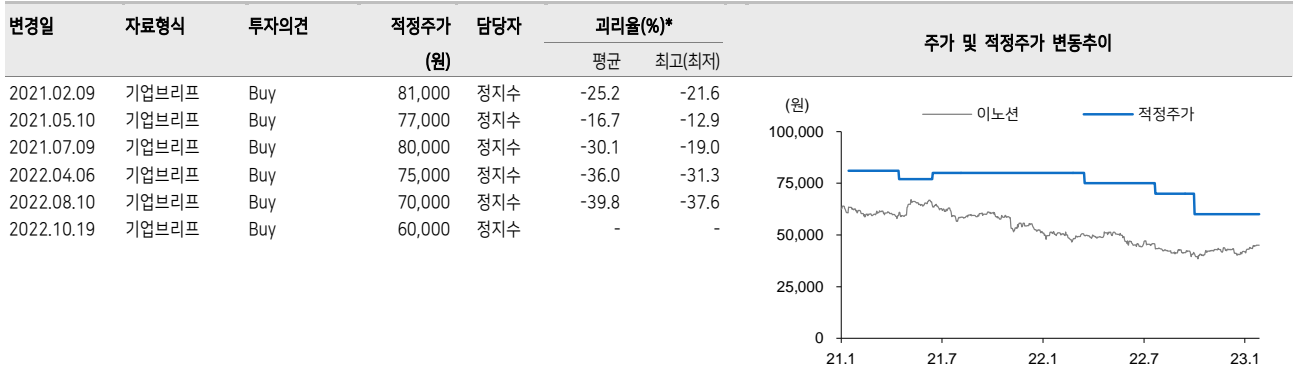 변경일 자료형식 투자의견 적정주가 담당자 괴리율(%)*
(원) 평균 최고(최저)
2021.02.09 기업브리프 Buy 81,000 정지수 -25.2 -21.6
2021.05.10 기업브리프 Buy 77,000 정지수 -16.7 -12.9
2021.07.09 기업브리프 Buy 80,000 정지수 -30.1 -19.0
2022.04.06 기업브리프 Buy 75,000 정지수 -36.0 -31.3
2022.08.10 기업브리프 Buy 70,000 정지수 -39.8 -37.6
2022.10.19 기업브리프 Buy 60,000 정지수 - -
주가 및 적정주가 변동추이
(원) 이노션 적정주가
100,000
75,000
50,000
25,000
0
21.1 21.7 22.1 22.7 23.1